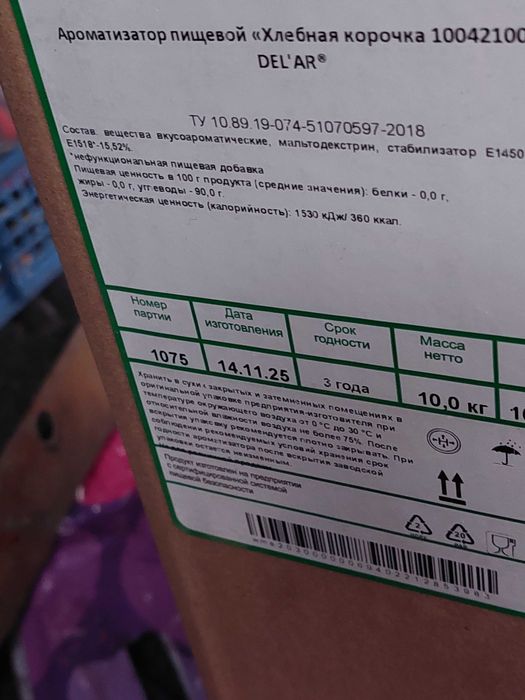 Ароматизатор пищевой «Хлебная корочка 10042100
DEL'AR®
ТУ 10.89.19-074-51070597-2018
Состав: вещества вкусоароматические, мальтодекстрин, стабилизатор Е1450
Е1518*-15,52%.
*нефункциональная пищевая добавка
Пищевая ценность в 100 г продукта (средние значения): белки - 0,0 г,
жиры - 0,0 г, углеводы - 90,0 г.
Энергетическая ценность (калорийность): 1530 кДж/ 360 ккал.
Номер партии
Дата изготовления
Срок годности
Масса нетто
1075
14.11.25
3 года
10,0 кг
Хранить в сухих закрытых и затемненных помещениях в
оригинальной упаковке предприятия-изготовителя при
температуре окружающего воздуха от 0 °С до 30 °С и
относительной влажности воздуха не более 75%. После
вскрытия упаковку рекомендуется плотно закрывать. При
соблюдении рекомендуемых условий хранения срок
годности ароматизатора после вскрытия заводской
упаковки остается неизменным.
Продукт изготовлен на предприятии
с сертифицированной системой
пищевой безопасности
2
20